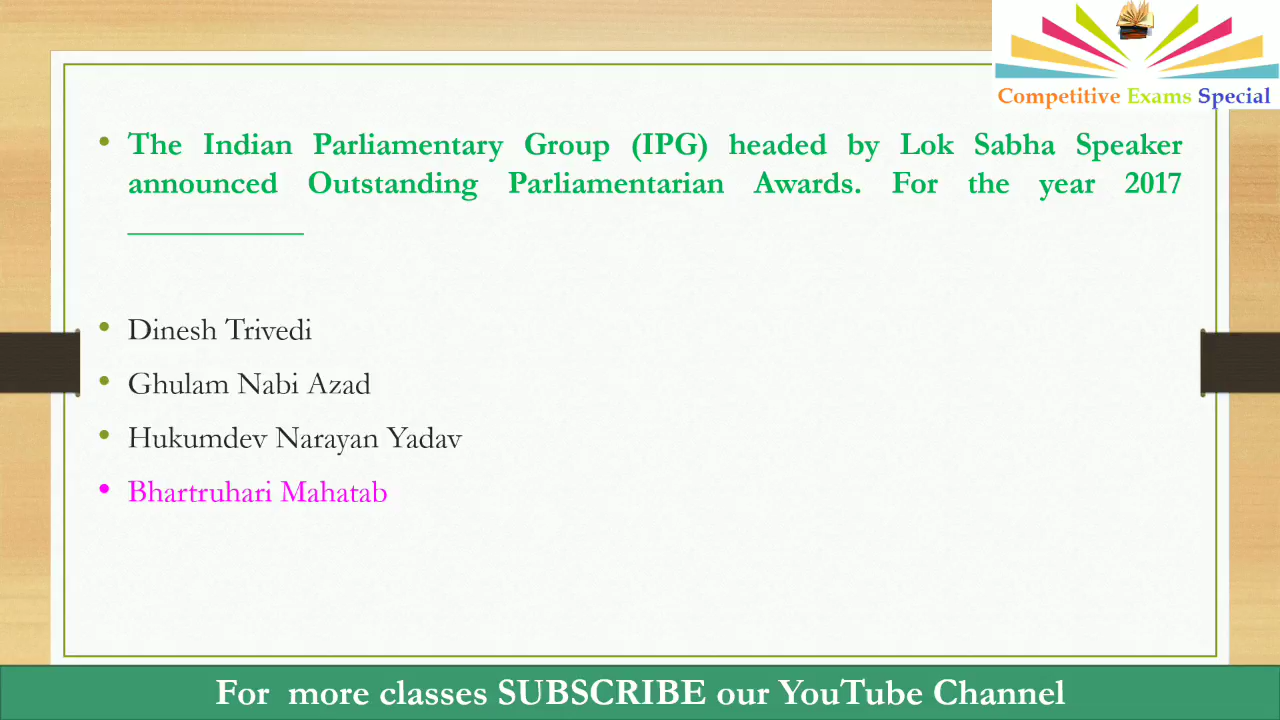 Competitive Exams Special
• The Indian Parliamentary Group (IPG) headed by Lok Sabha Speaker
announced Outstanding Parliamentarian Awards. For the year 2017
____________
• Dinesh Trivedi
• Ghulam Nabi Azad
• Hukumdev Narayan Yadav
• Bhartruhari Mahatab
For more classes SUBSCRIBE our YouTube Channel